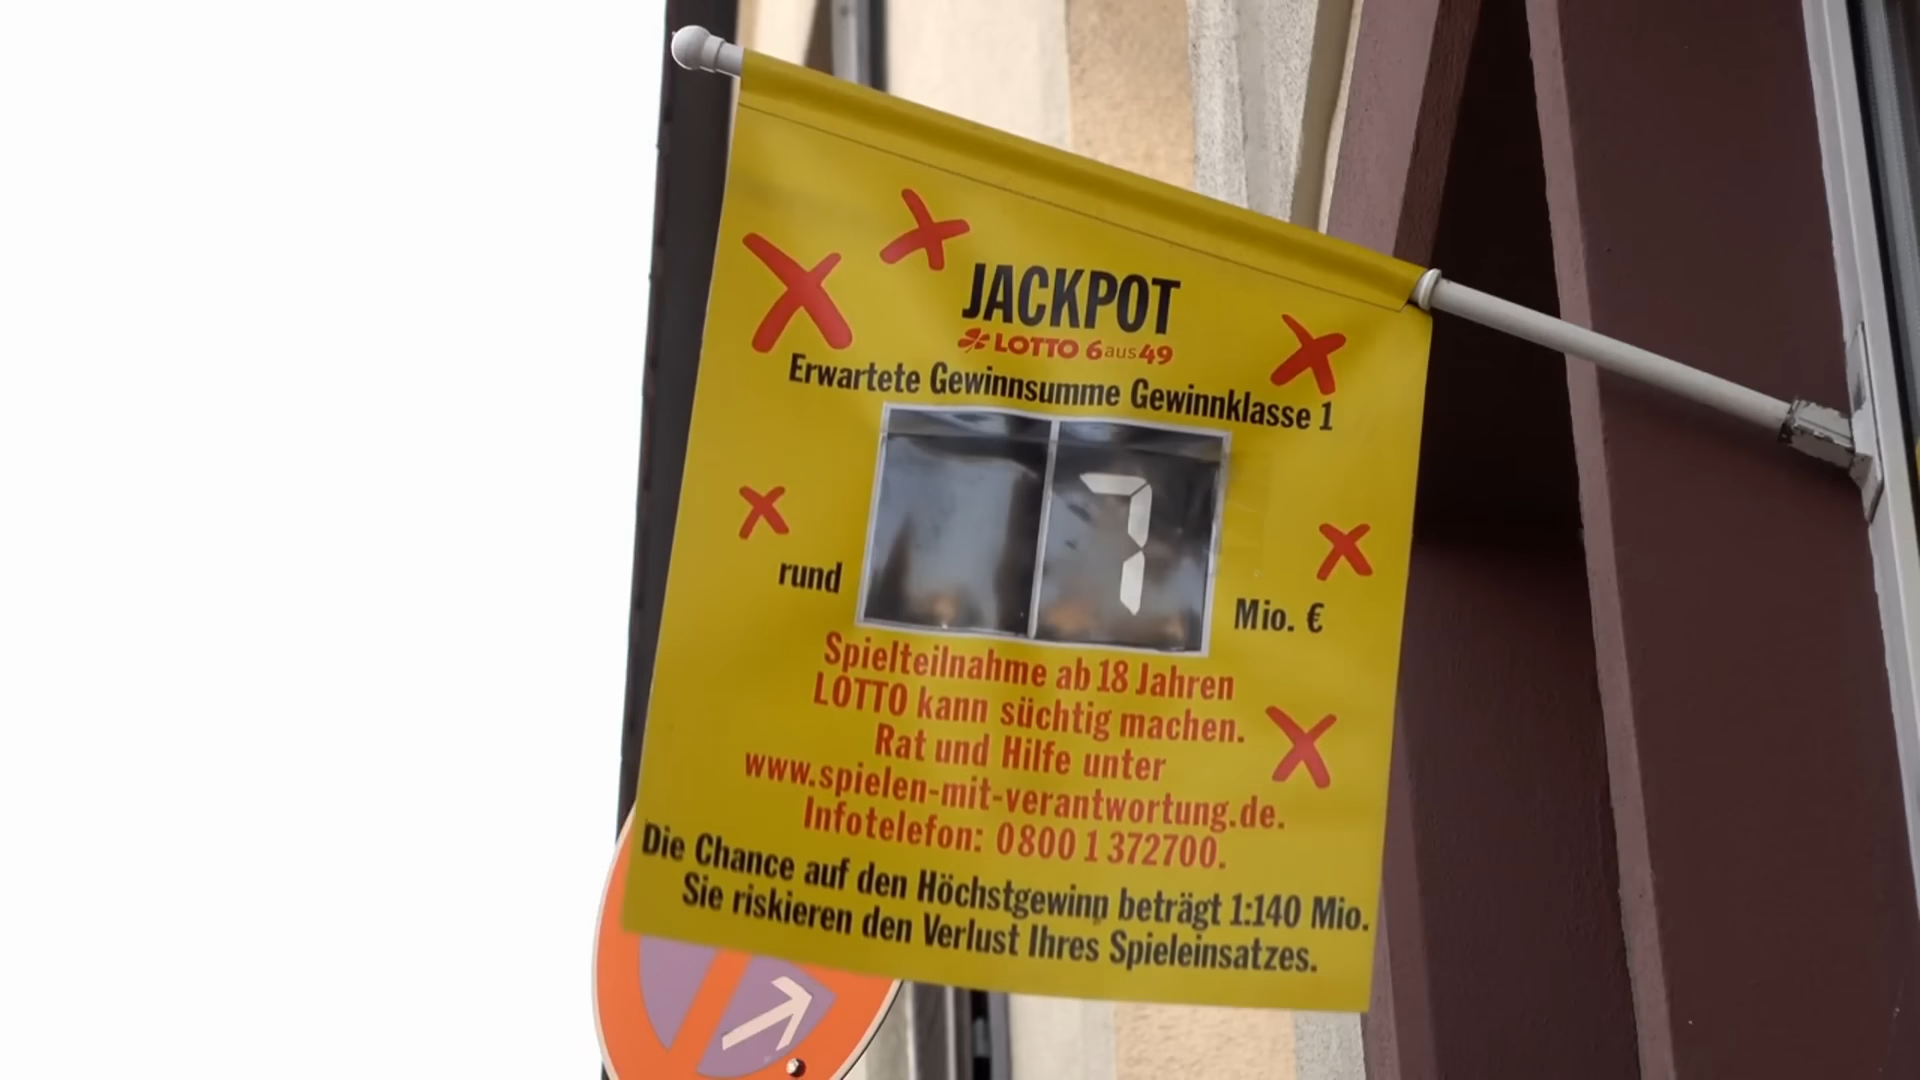 JACKPOT
LOTTO 6aus49
Erwartete Gewinnsumme Gewinnklasse 1
7
rund
Mio. €
Spielteilnahme ab 18 Jahren
LOTTO kann süchtig machen.
Rat und Hilfe unter
www.spielen-mit-verantwortung.de.
Infotelefon: 0800 1 372700.
Die Chance auf den Höchstgewinn beträgt 1:140 Mio.
Sie riskieren den Verlust Ihres Spieleinsatzes.